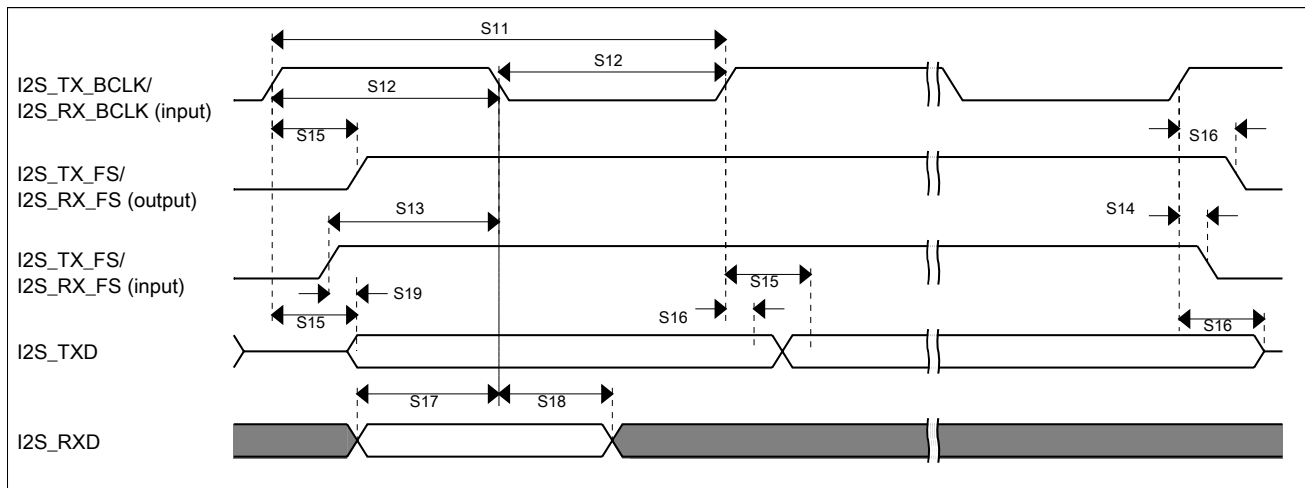 S11
I2S_TX_BCLK/
I2S_RX_BCLK (input)
S12
S12
S15
S16
I2S_TX_FS/
I2S_RX_FS (output)
S13
S14
I2S_TX_FS/
I2S_RX_FS (input)
S15
S19
S15
S16
S16
I2S_TXD
S17
S18
I2S_RXD